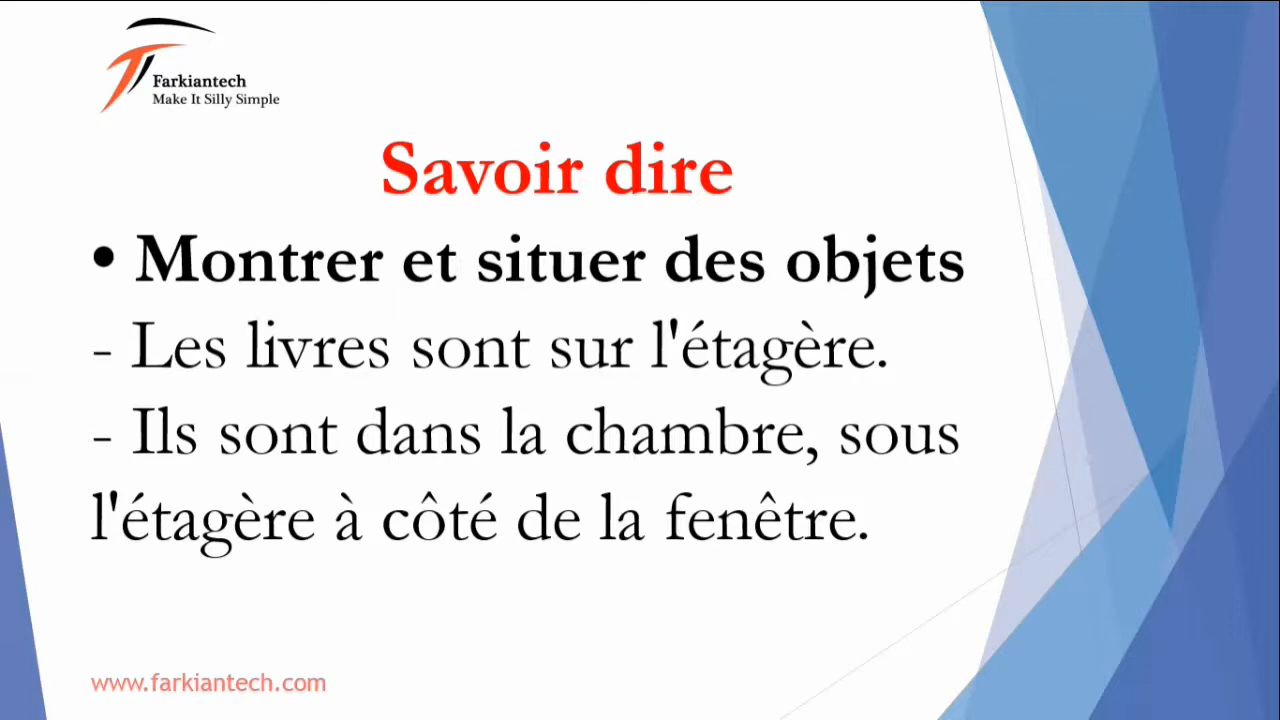 Farkiantech
Make It Silly Simple
Savoir dire
• Montrer et situer des objets
- Les livres sont sur l'étagère.
- Ils sont dans la chambre, sous
l'étagère à côté de la fenêtre.
www.farkiantech.com